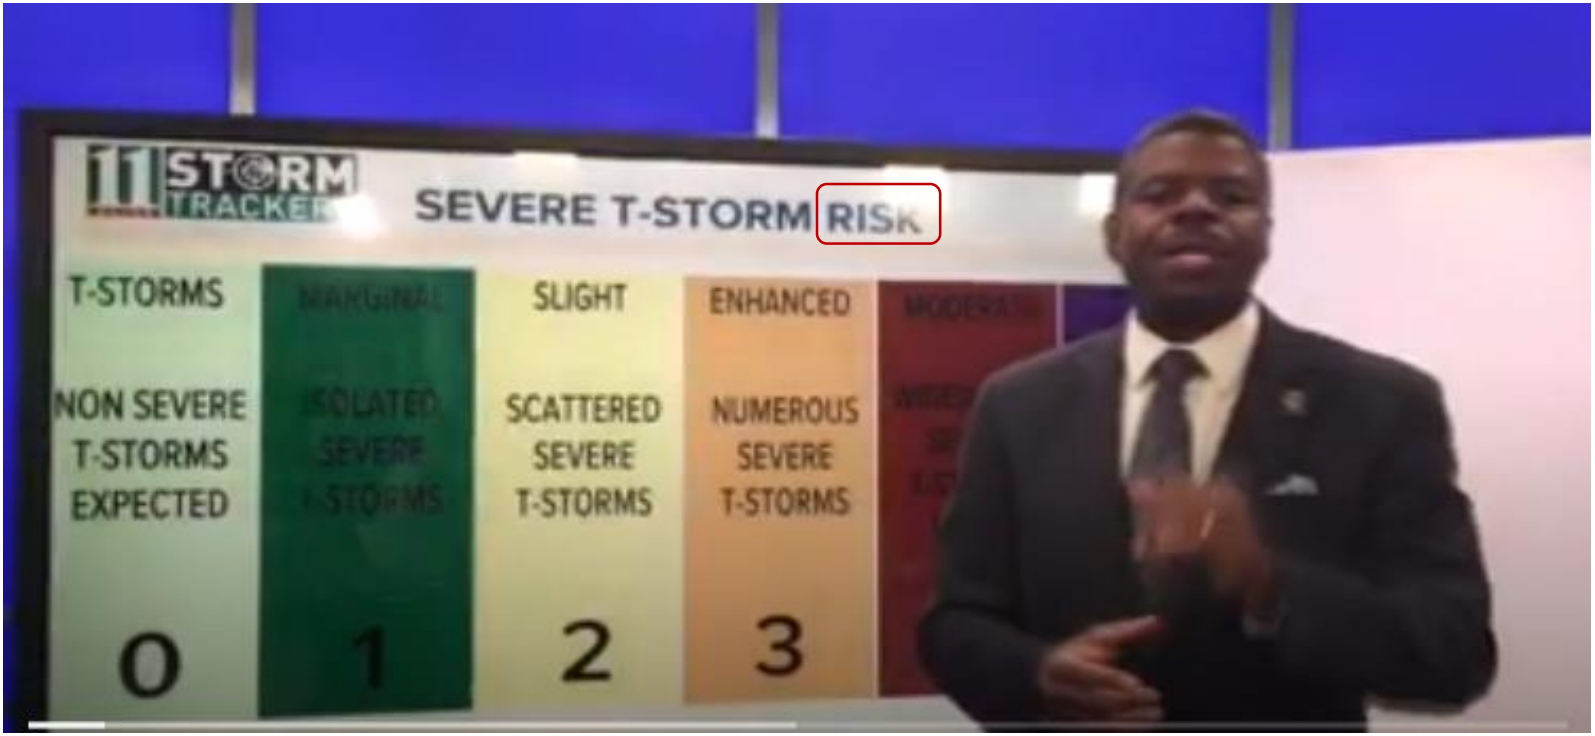 11 STORM
TRACKER
SEVERE T-STORM RISK
T-STORMS
NON SEVERE
T-STORMS
EXPECTED
0
MARGINAL
ISOLATED
SEVERE
T-STORMS
1
SLIGHT
SCATTERED
SEVERE
T-STORMS
2
ENHANCED
NUMEROUS
SEVERE
T-STORMS
3